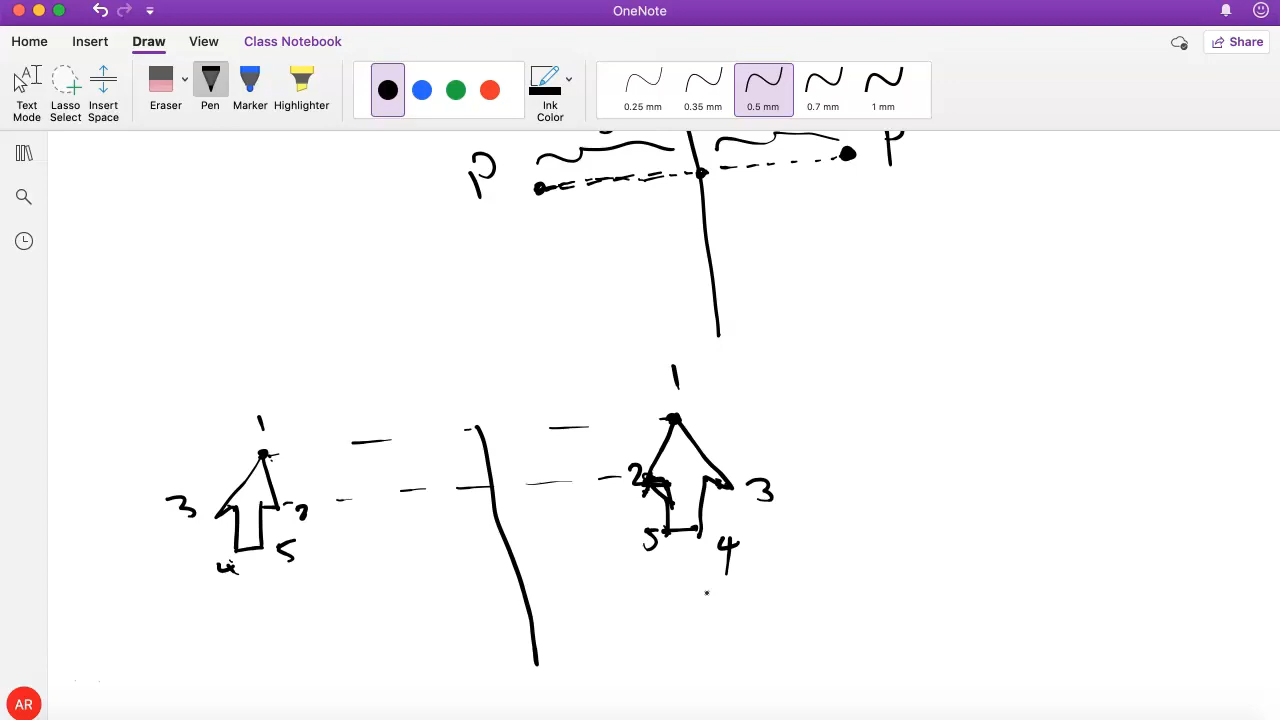 OneNote
Home Insert Draw View Class Notebook Share
Text Mode Lasso Select Insert Space Eraser Pen Marker Highlighter Ink Color 0.25 mm 0.35 mm 0.5 mm 0.7 mm 1 mm
P P
1 1
3 2 2 3
4 5 5 4
AR